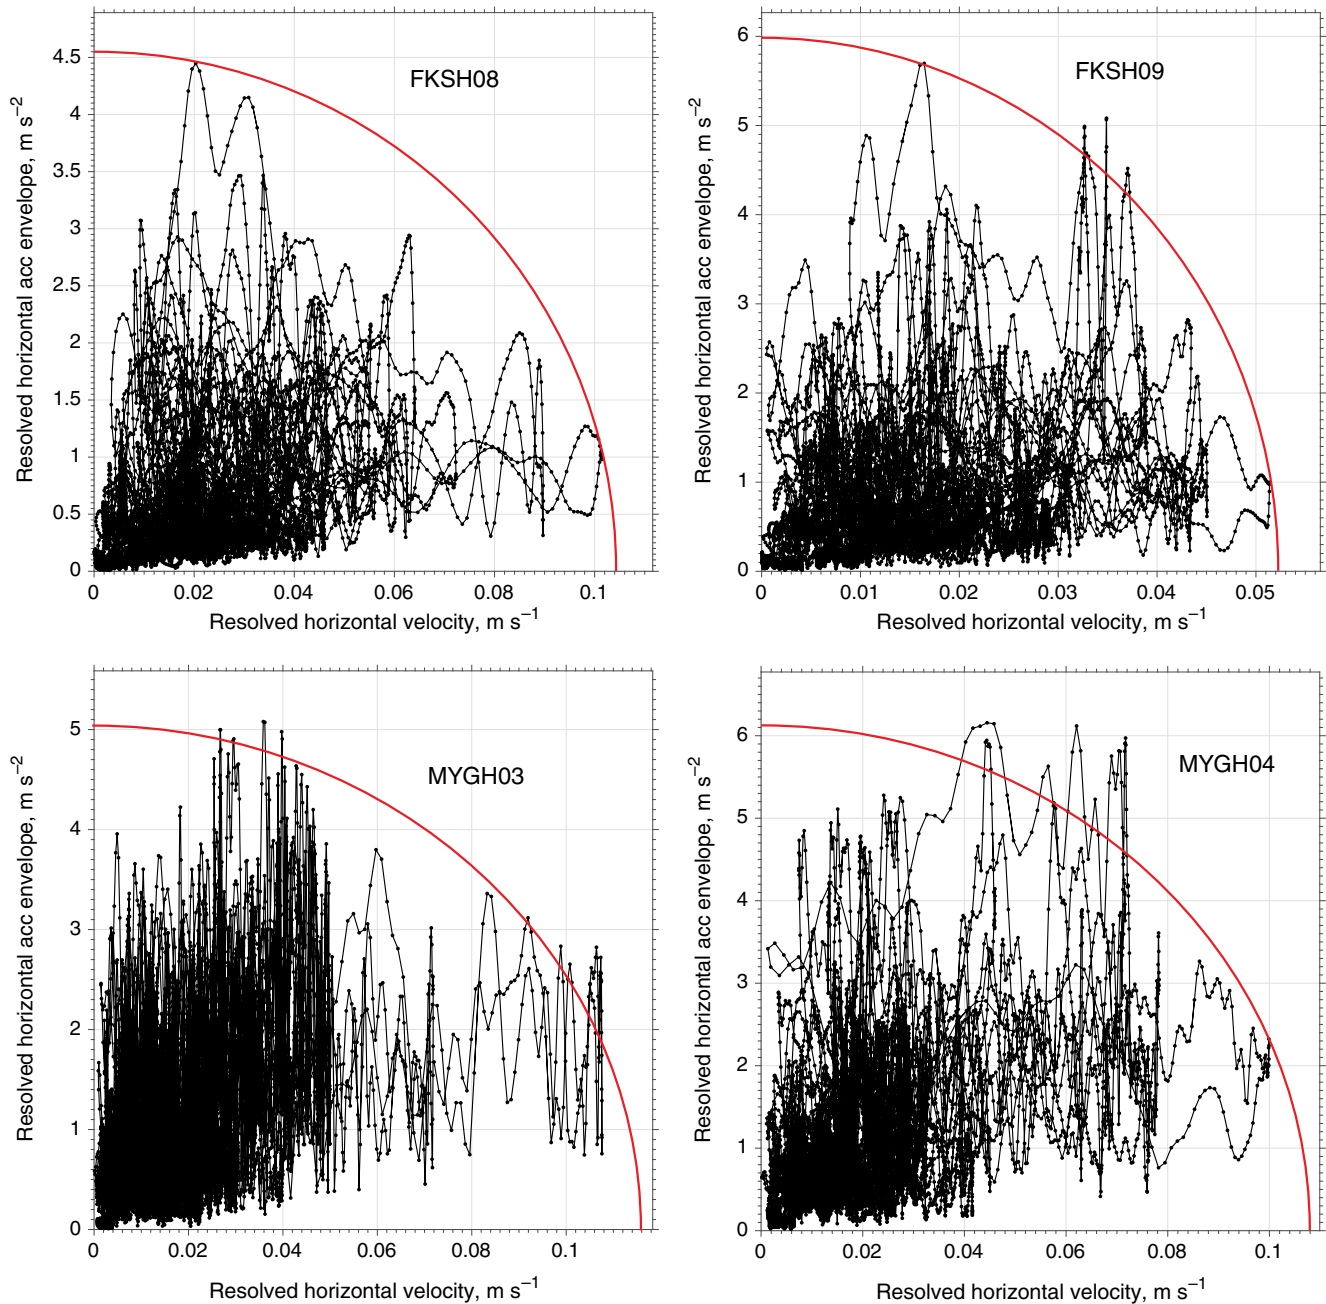 FKSH08
Resolved horizontal acc envelope, m s⁻²
4.5
4
3.5
3
2.5
2
1.5
1
0.5
0
0 0.02 0.04 0.06 0.08 0.1
Resolved horizontal velocity, m s⁻¹
FKSH09
Resolved horizontal acc envelope, m s⁻²
6
5
4
3
2
1
0
0 0.01 0.02 0.03 0.04 0.05
Resolved horizontal velocity, m s⁻¹
MYGH03
Resolved horizontal acc envelope, m s⁻²
5
4
3
2
1
0
0 0.02 0.04 0.06 0.08 0.1
Resolved horizontal velocity, m s⁻¹
MYGH04
Resolved horizontal acc envelope, m s⁻²
6
5
4
3
2
1
0
0 0.02 0.04 0.06 0.08 0.1
Resolved horizontal velocity, m s⁻¹